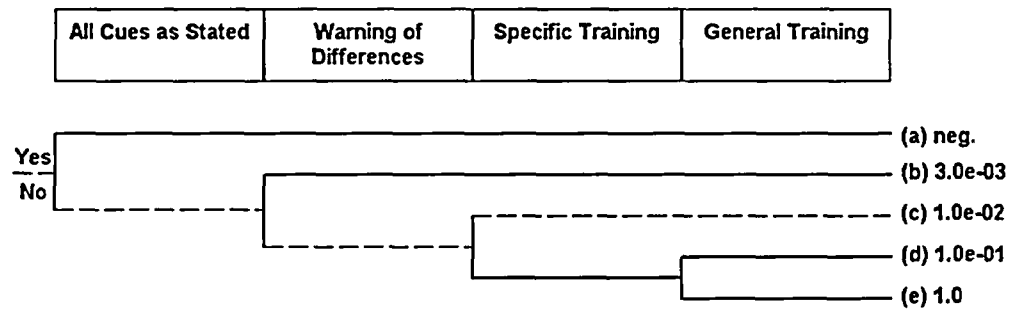 All Cues as Stated
Warning of
Differences
Specific Training
General Training
Yes
No
(a) neg.
(b) 3.0e-03
(c) 1.0e-02
(d) 1.0e-01
(e) 1.0